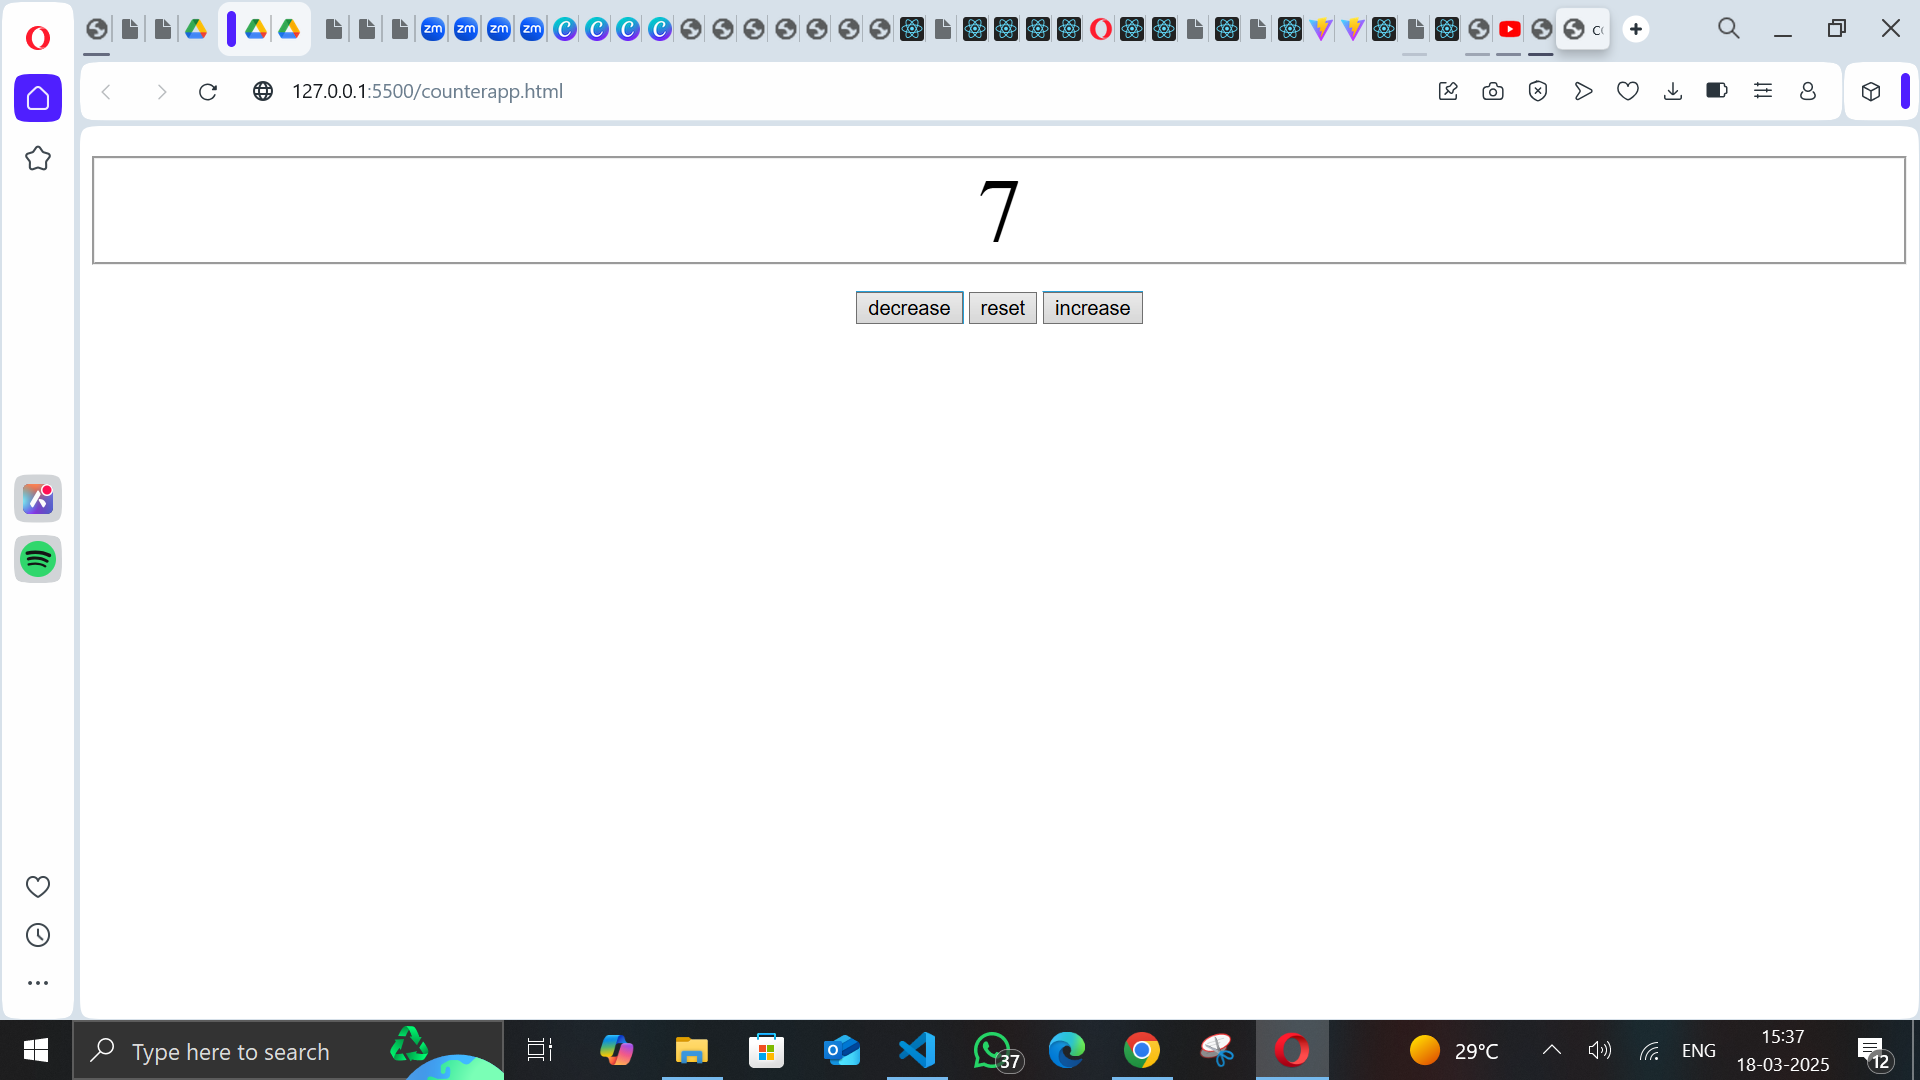 zm zm zm zm
C C C C
co
127.0.0.1:5500/counterapp.html
7
decrease reset increase
Type here to search
37
29°C
ENG
15:37
18-03-2025
12